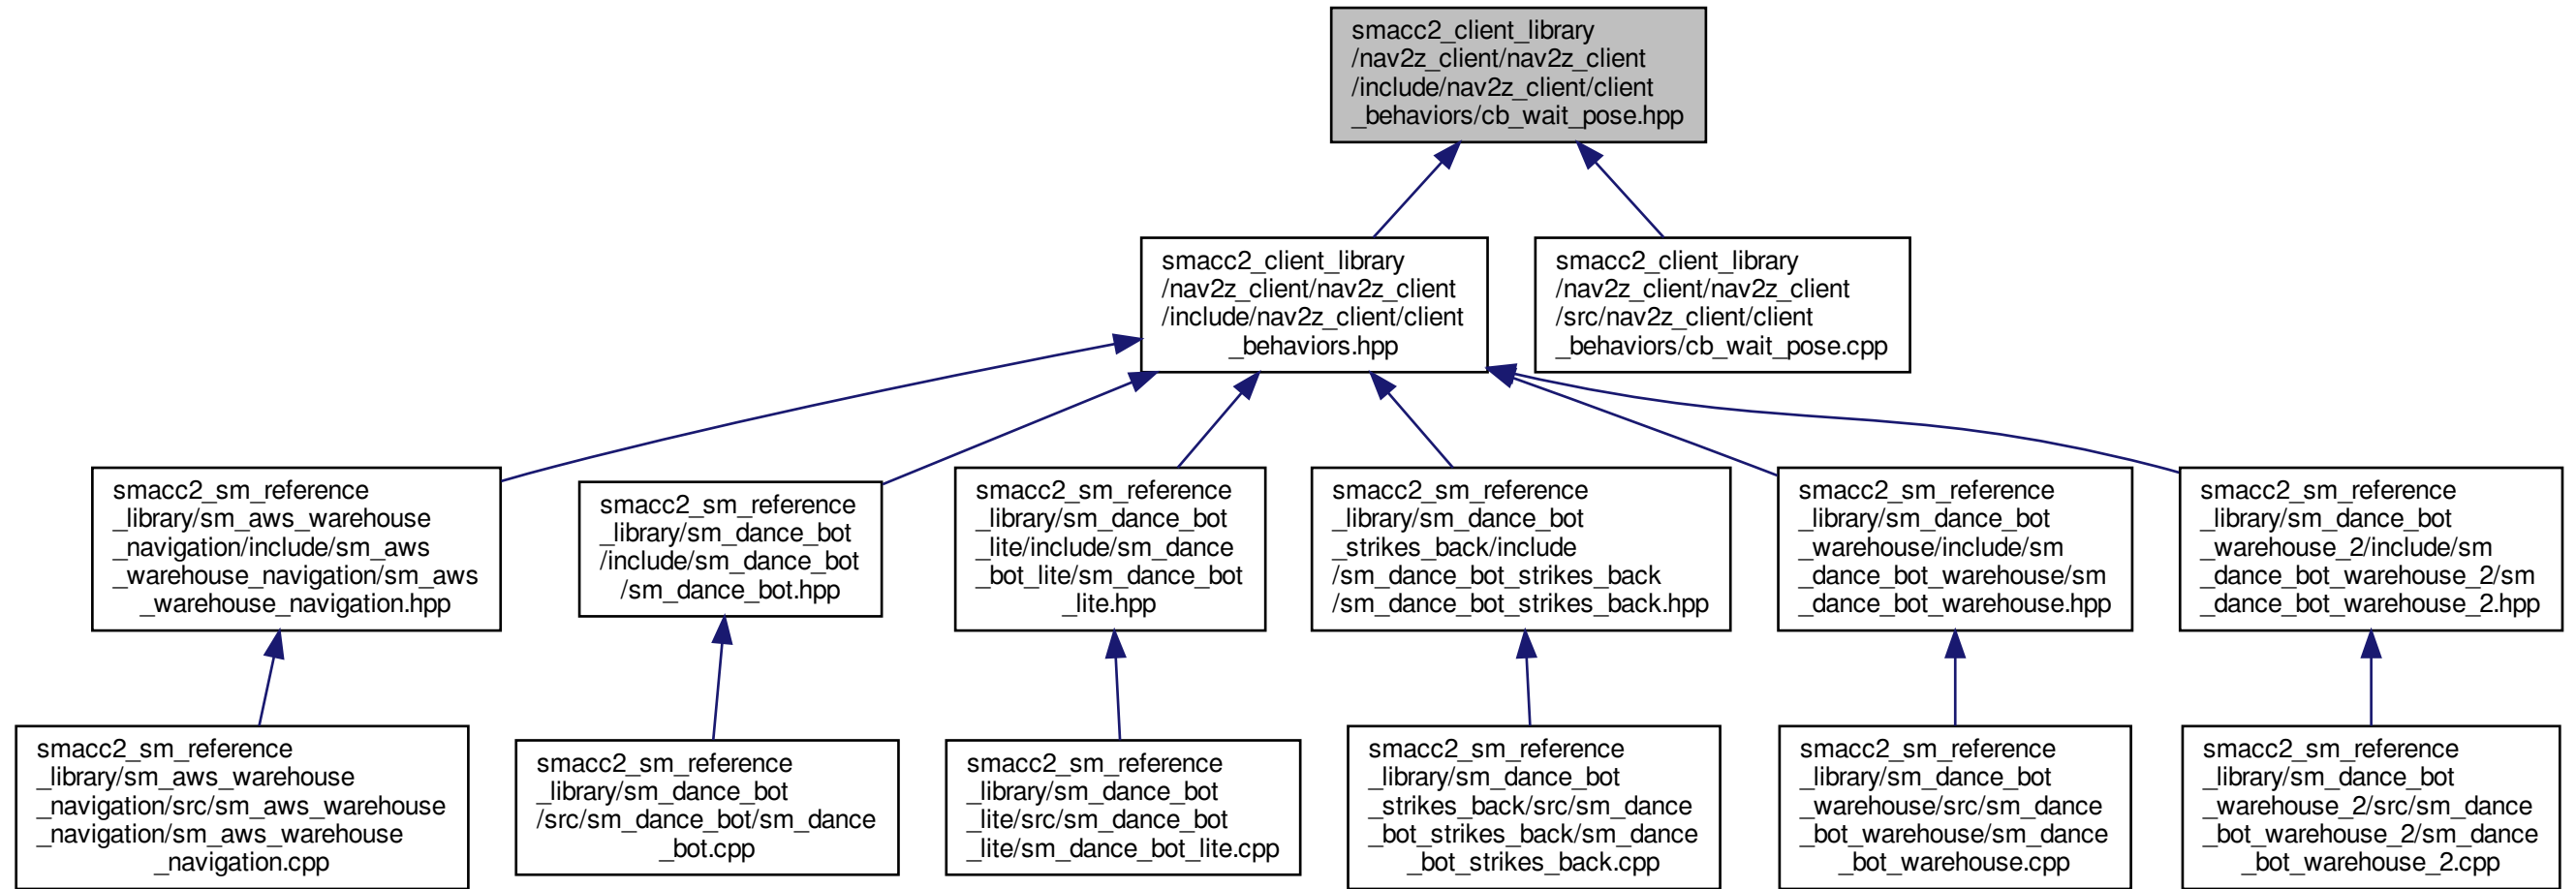 smacc2_client_library
/nav2z_client/nav2z_client
/include/nav2z_client/client
_behaviors/cb_wait_pose.hpp
smacc2_client_library
/nav2z_client/nav2z_client
/include/nav2z_client/client
_behaviors.hpp
smacc2_client_library
/nav2z_client/nav2z_client
/src/nav2z_client/client
_behaviors/cb_wait_pose.cpp
smacc2_sm_reference
_library/sm_aws_warehouse
_navigation/include/sm_aws
_warehouse_navigation/sm_aws
_warehouse_navigation.hpp
smacc2_sm_reference
_library/sm_dance_bot
/include/sm_dance_bot
/sm_dance_bot.hpp
smacc2_sm_reference
_library/sm_dance_bot
_lite/include/sm_dance
_bot_lite/sm_dance_bot
_lite.hpp
smacc2_sm_reference
_library/sm_dance_bot
_strikes_back/include
/sm_dance_bot_strikes_back
/sm_dance_bot_strikes_back.hpp
smacc2_sm_reference
_library/sm_dance_bot
_warehouse/include/sm
_dance_bot_warehouse/sm
_dance_bot_warehouse.hpp
smacc2_sm_reference
_library/sm_dance_bot
_warehouse_2/include/sm
_dance_bot_warehouse_2/sm
_dance_bot_warehouse_2.hpp
smacc2_sm_reference
_library/sm_aws_warehouse
_navigation/src/sm_aws_warehouse
_navigation/sm_aws_warehouse
_navigation.cpp
smacc2_sm_reference
_library/sm_dance_bot
/src/sm_dance_bot/sm_dance
_bot.cpp
smacc2_sm_reference
_library/sm_dance_bot
_lite/src/sm_dance_bot
_lite/sm_dance_bot_lite.cpp
smacc2_sm_reference
_library/sm_dance_bot
_strikes_back/src/sm_dance
_bot_strikes_back/sm_dance
_bot_strikes_back.cpp
smacc2_sm_reference
_library/sm_dance_bot
_warehouse/src/sm_dance
_bot_warehouse/sm_dance
_bot_warehouse.cpp
smacc2_sm_reference
_library/sm_dance_bot
_warehouse_2/src/sm_dance
_bot_warehouse_2/sm_dance
_bot_warehouse_2.cpp